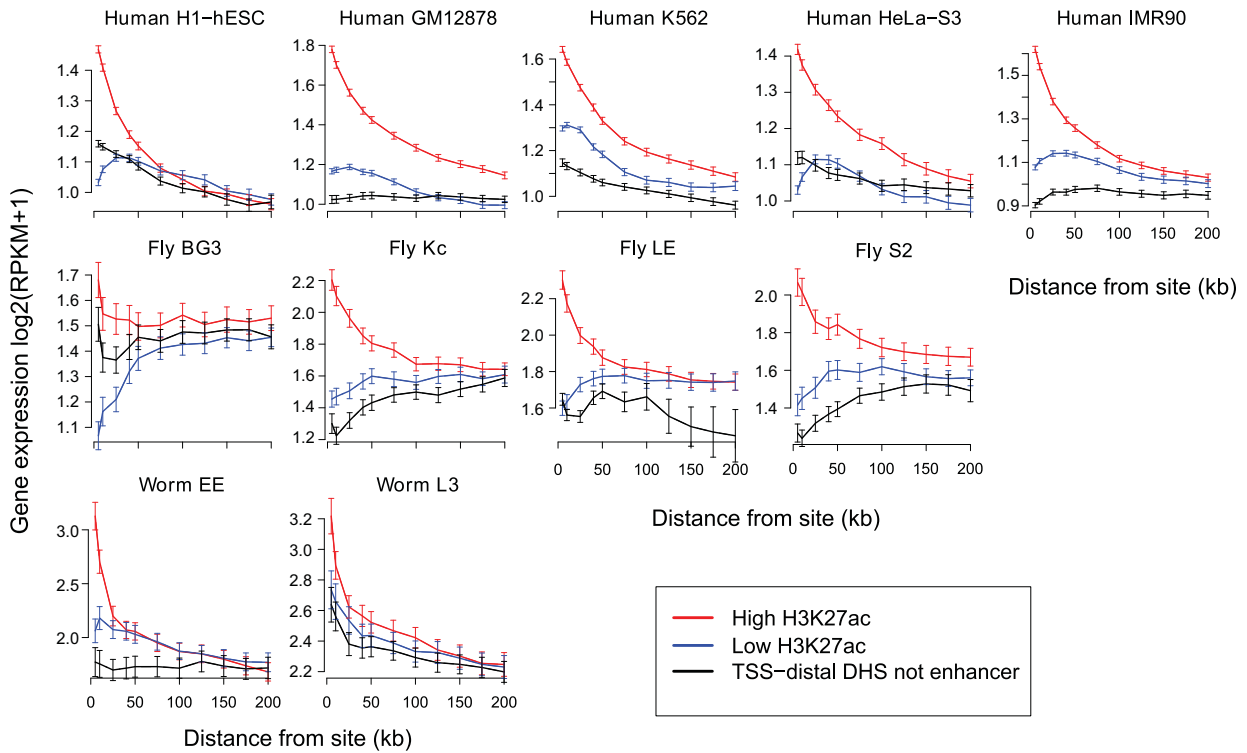 Human H1−hESC
Human GM12878
Human K562
Human HeLa−S3
Human IMR90
1.4
1.3
1.2
1.1
1.0
1.8
1.6
1.4
1.2
1.0
1.6
1.4
1.2
1.0
1.4
1.3
1.2
1.1
1.0
1.5
1.3
1.1
0.9
0 50 100 150 200
Distance from site (kb)
Fly BG3
Fly Kc
Fly LE
Fly S2
1.7
1.6
1.5
1.4
1.3
1.2
1.1
2.2
2.0
1.8
1.6
1.4
1.2
2.2
2.0
1.8
1.6
0 50 100 150 200
2.0
1.8
1.6
1.4
0 50 100 150 200
Distance from site (kb)
Gene expression log2(RPKM+1)
Worm EE
Worm L3
3.0
2.5
2.0
0 50 100 150 200
3.2
3.0
2.8
2.6
2.4
2.2
0 50 100 150 200
Distance from site (kb)
High H3K27ac
Low H3K27ac
TSS−distal DHS not enhancer